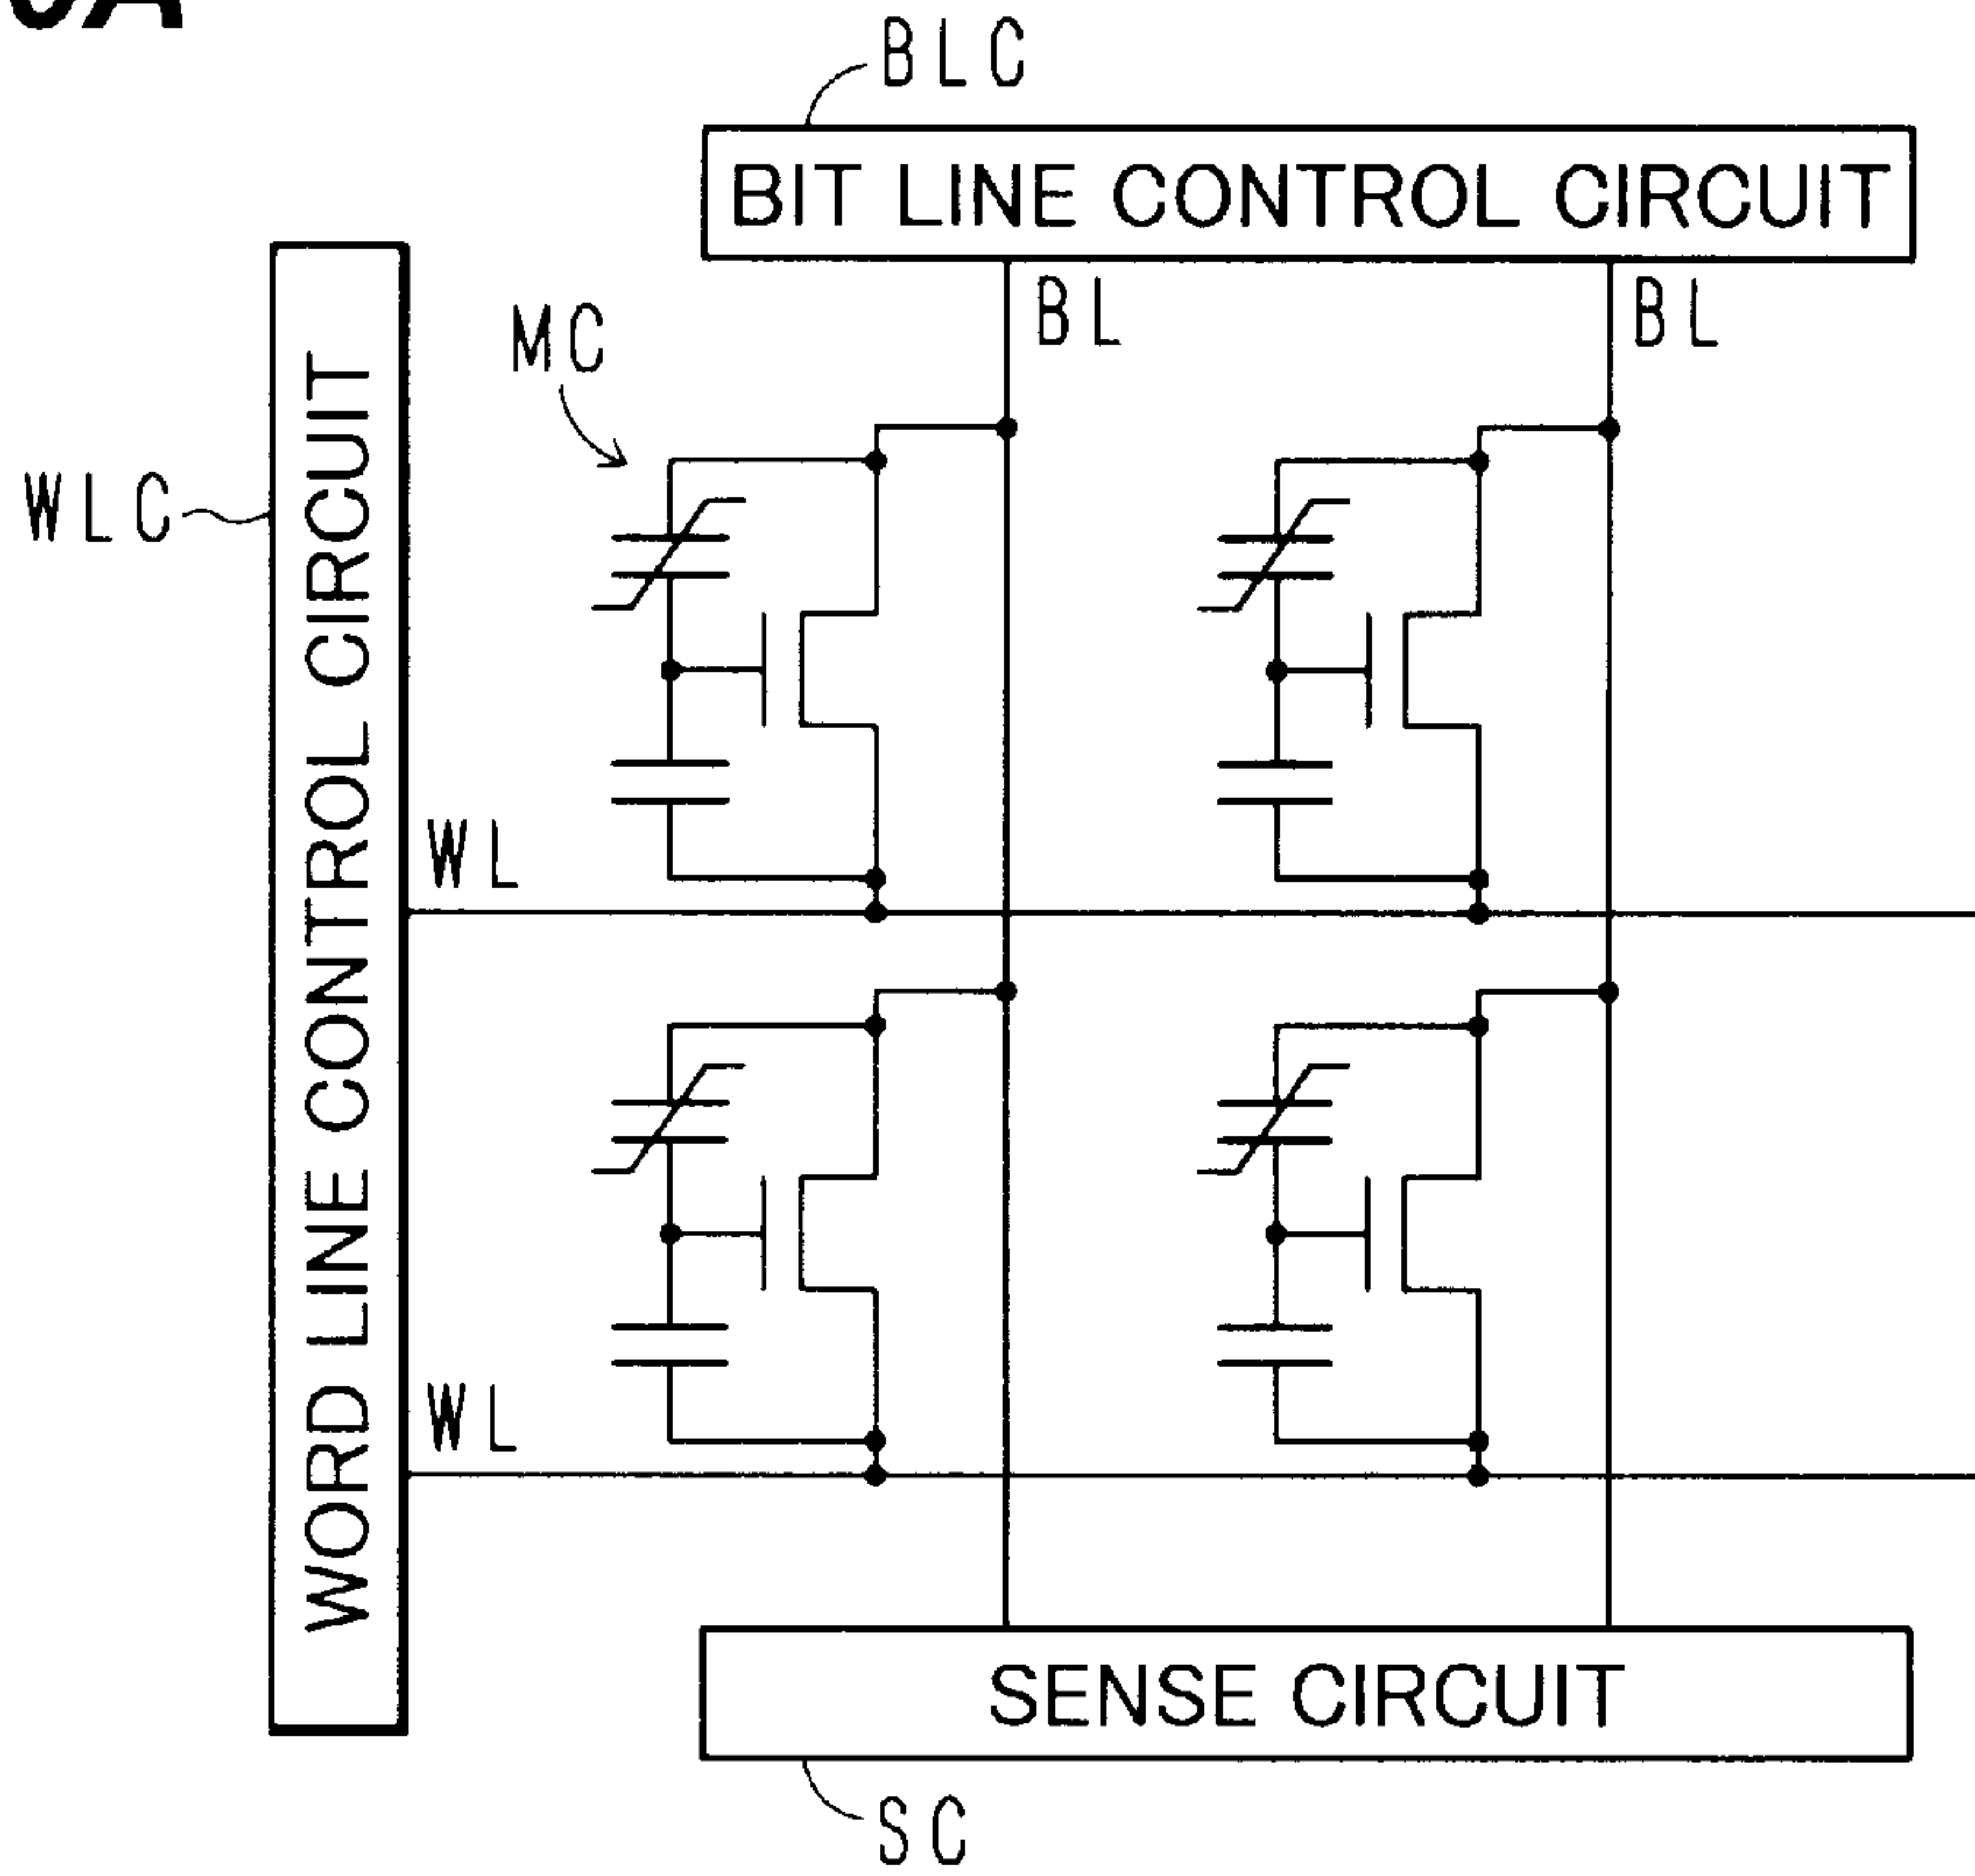 BLC
BIT LINE CONTROL CIRCUIT
BL
BL
MC
WLC
WORD LINE CONTROL CIRCUIT
WL
WL
SENSE CIRCUIT
SC